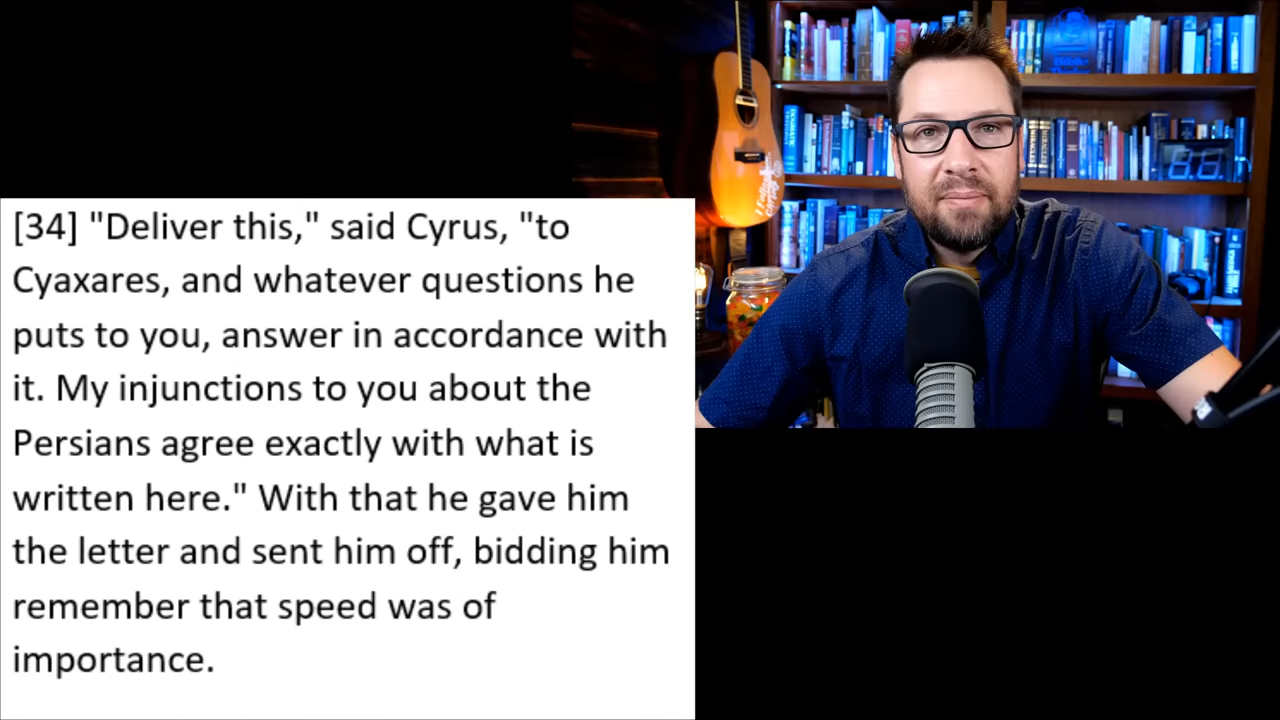 [34] "Deliver this," said Cyrus, "to
Cyaxares, and whatever questions he
puts to you, answer in accordance with
it. My injunctions to you about the
Persians agree exactly with what is
written here." With that he gave him
the letter and sent him off, bidding him
remember that speed was of
importance.
DOGMATIC
MIRACLES